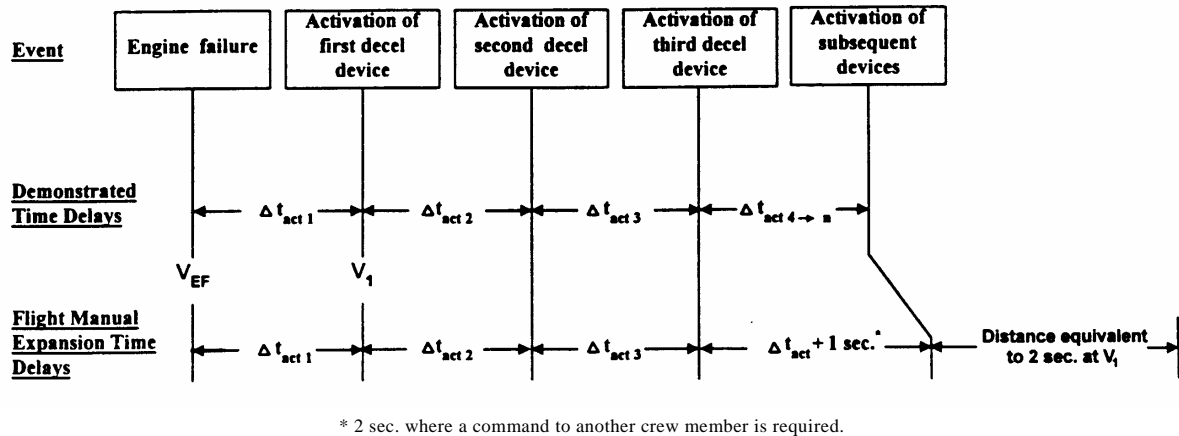 Event
Engine failure
Activation of
first decel
device
Activation of
second decel
device
Activation of
third decel
device
Activation of
subsequent
devices
Demonstrated
Time Delays
Δ t act 1
Δt act 2
Δ t act 3
Δ t act 4→ n
V EF
V 1
Flight Manual
Expansion Time
Delays
Δ t act 1
Δt act 2
Δ t act 3
Δ t act + 1 sec.*
Distance equivalent
to 2 sec. at V1
* 2 sec. where a command to another crew member is required.